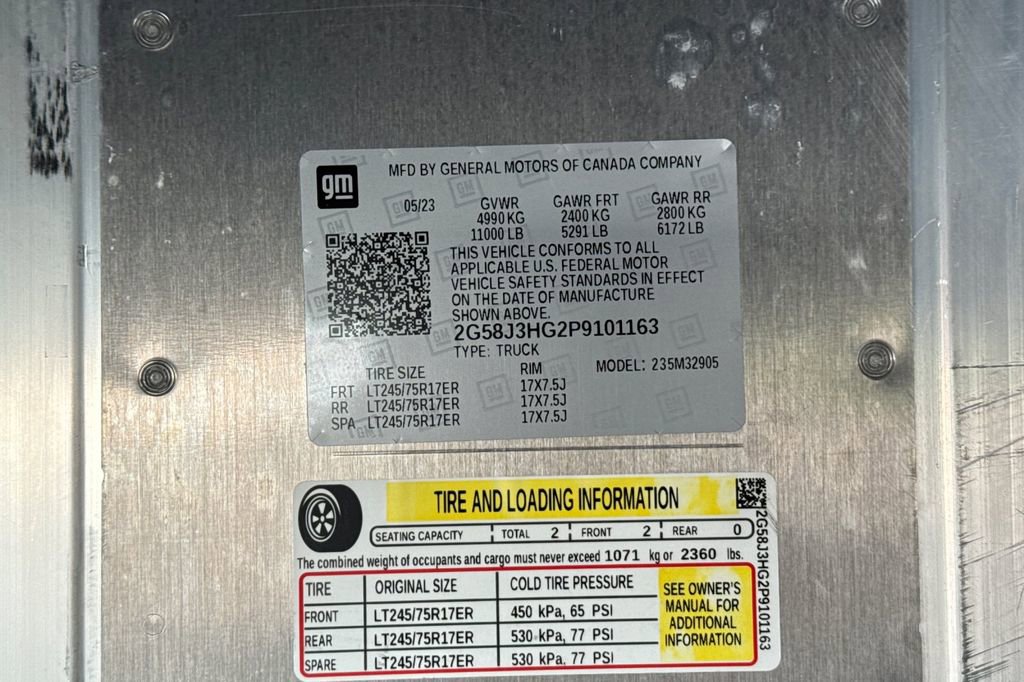 gm
MFD BY GENERAL MOTORS OF CANADA COMPANY
05/23 GVWR GAWR FRT GAWR RR
4990 KG 2400 KG 2800 KG
11000 LB 5291 LB 6172 LB
THIS VEHICLE CONFORMS TO ALL
APPLICABLE U.S. FEDERAL MOTOR
VEHICLE SAFETY STANDARDS IN EFFECT
ON THE DATE OF MANUFACTURE
SHOWN ABOVE.
2G58J3HG2P9101163
TYPE: TRUCK
MODEL: 235M32905
TIRE SIZE RIM
FRT LT245/75R17ER 17X7.5J
RR LT245/75R17ER 17X7.5J
SPA LT245/75R17ER 17X7.5J
TIRE AND LOADING INFORMATION
SEATING CAPACITY TOTAL 2 FRONT 2 REAR 0
The combined weight of occupants and cargo must never exceed 1071 kg or 2360 lbs.
TIRE ORIGINAL SIZE COLD TIRE PRESSURE
FRONT LT245/75R17ER 450 kPa, 65 PSI
REAR LT245/75R17ER 530 kPa, 77 PSI
SPARE LT245/75R17ER 530 kPa, 77 PSI
SEE OWNER'S
MANUAL FOR
ADDITIONAL
INFORMATION
2G58J3HG2P9101163